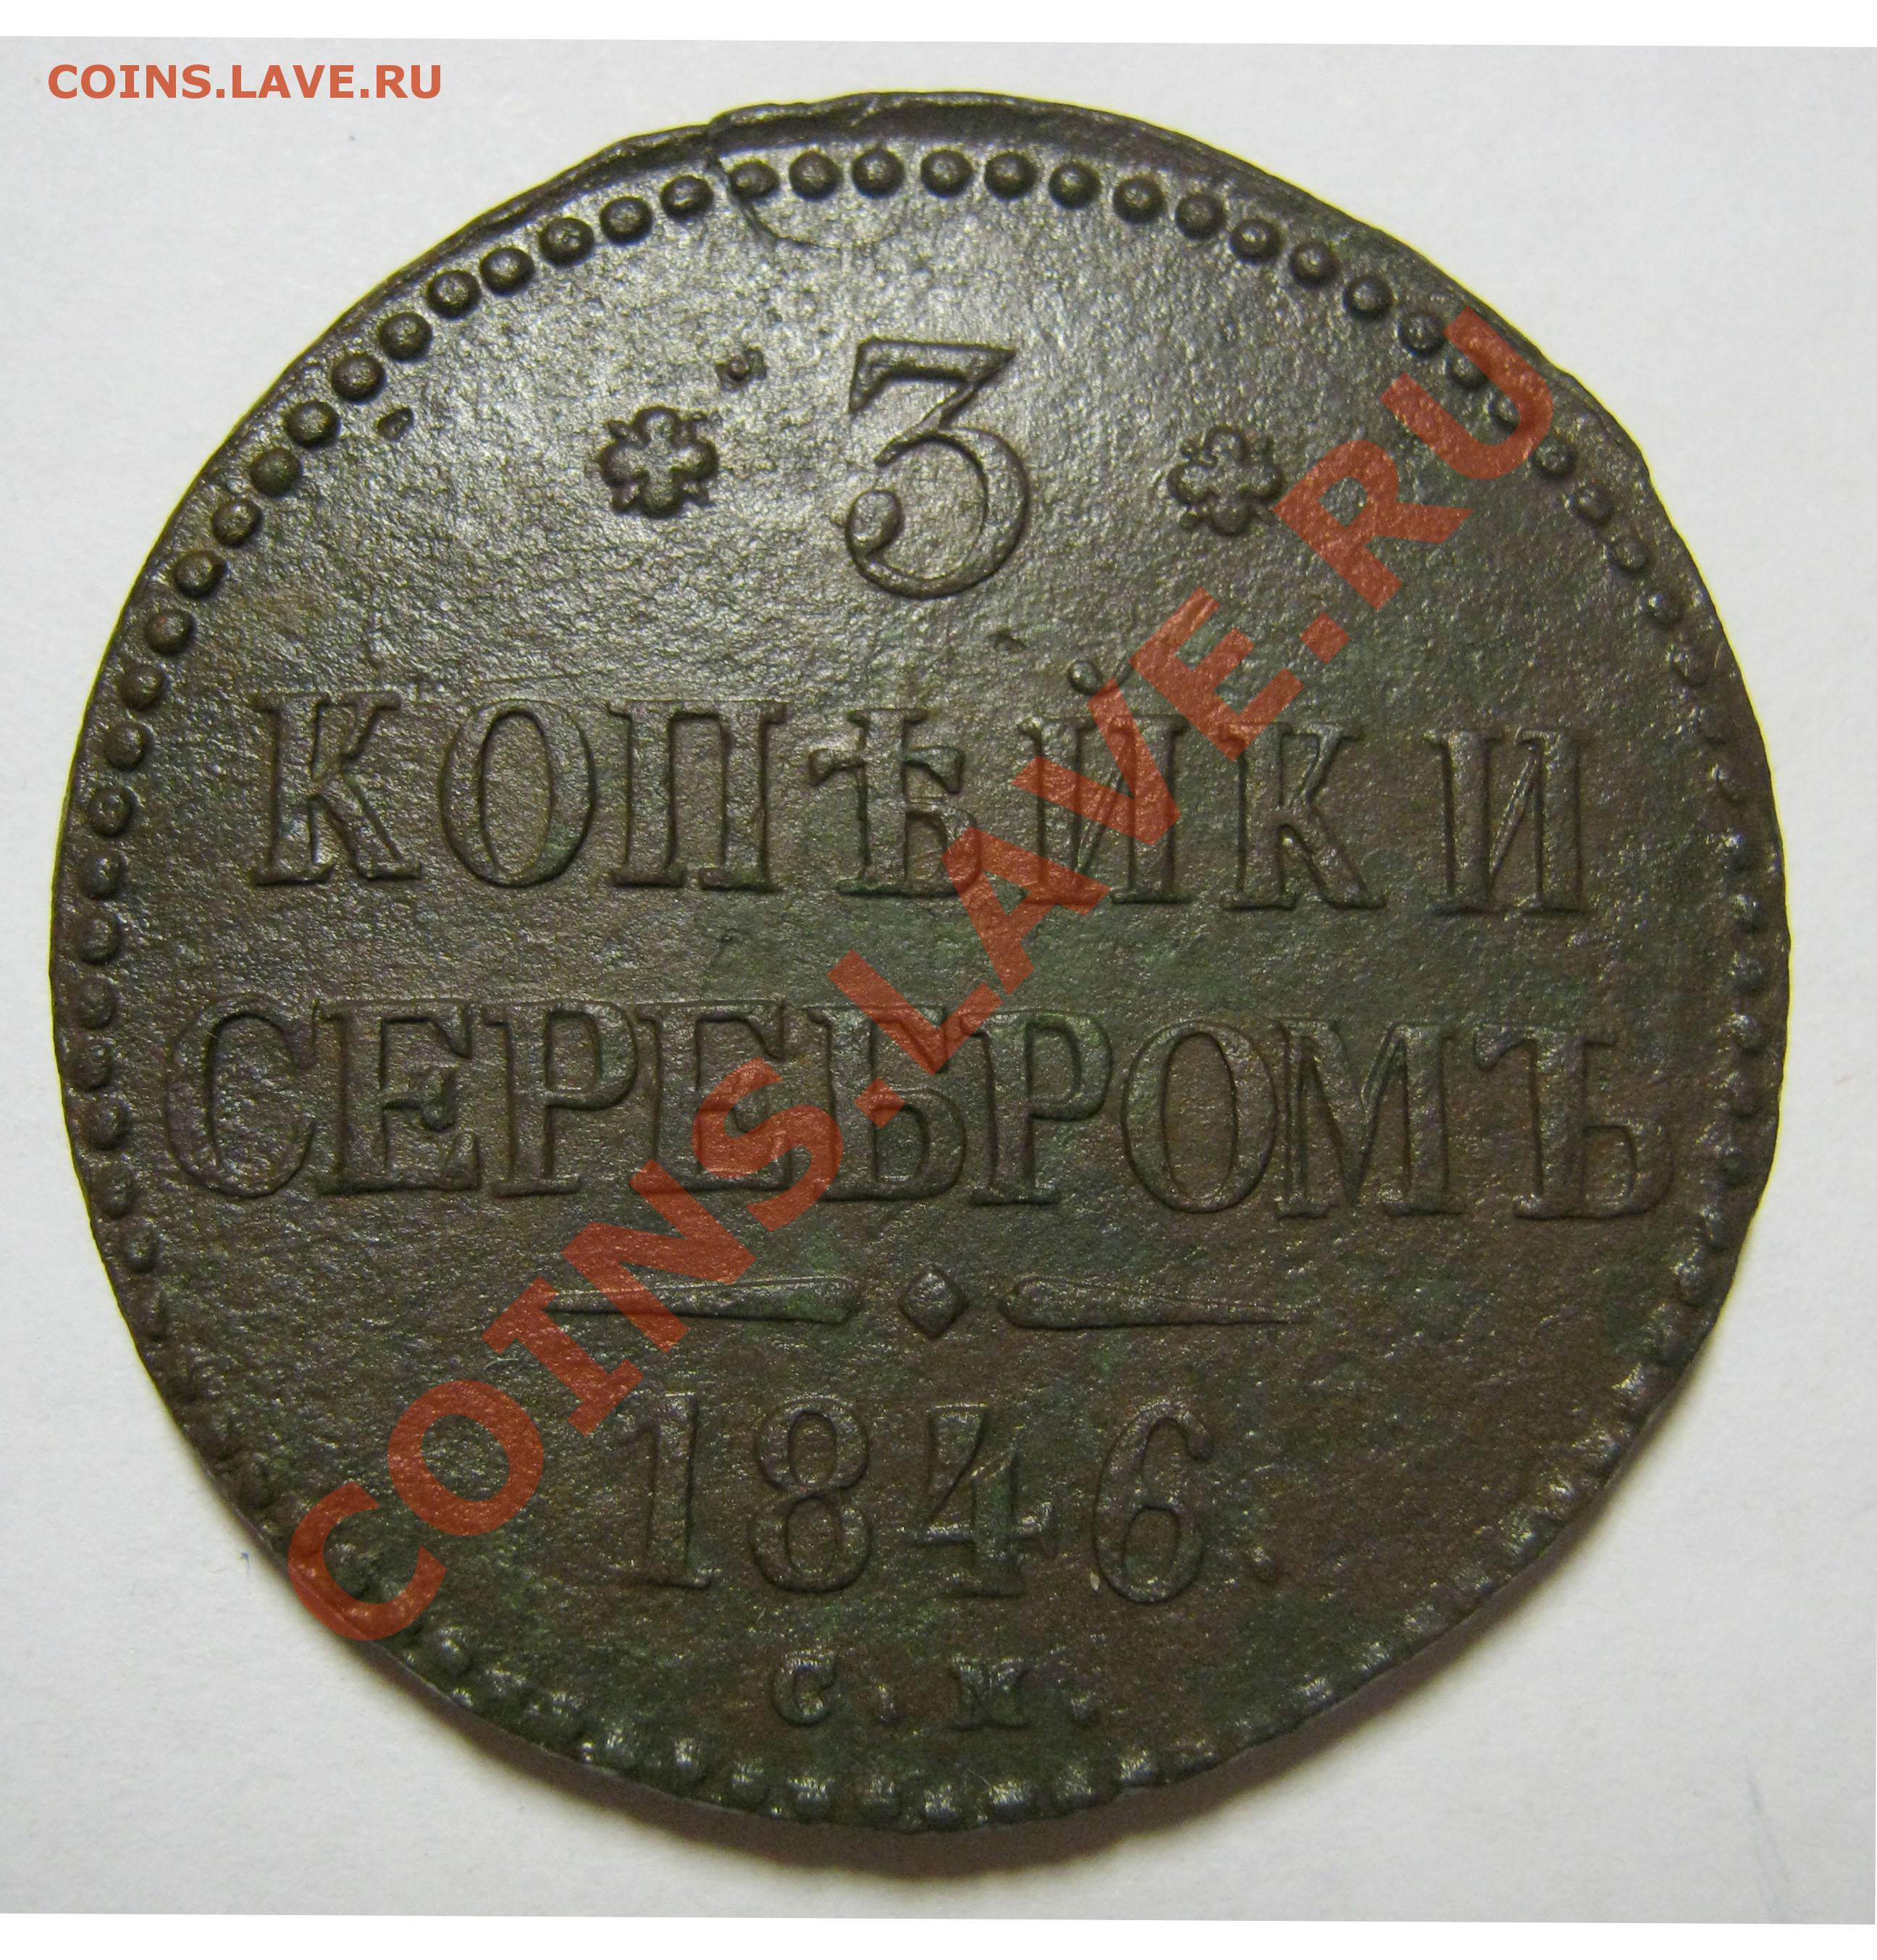 COINS.LAVE.RU
3
КОПѢЙКИ
СЕРЕБРОМЪ
1846.
С. М.
COINS.LAVE.RU